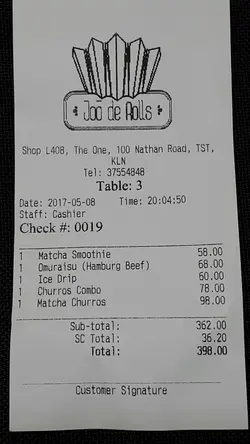 Joo de Rolls
Shop L408, The One, 100 Nathan Road, TST,
KLN
Tel: 37554848
Table: 3
Date: 2017-05-08 Time: 20:04:50
Staff: Cashier
Check #: 0019
1 Matcha Smoothie 58.00
1 Omuraisu (Hamburg Beef) 68.00
1 Ice Drip 60.00
1 Churros Combo 78.00
1 Matcha Churros 98.00
Sub-total: 362.00
SC Total: 36.20
Total: 398.00
Customer Signature